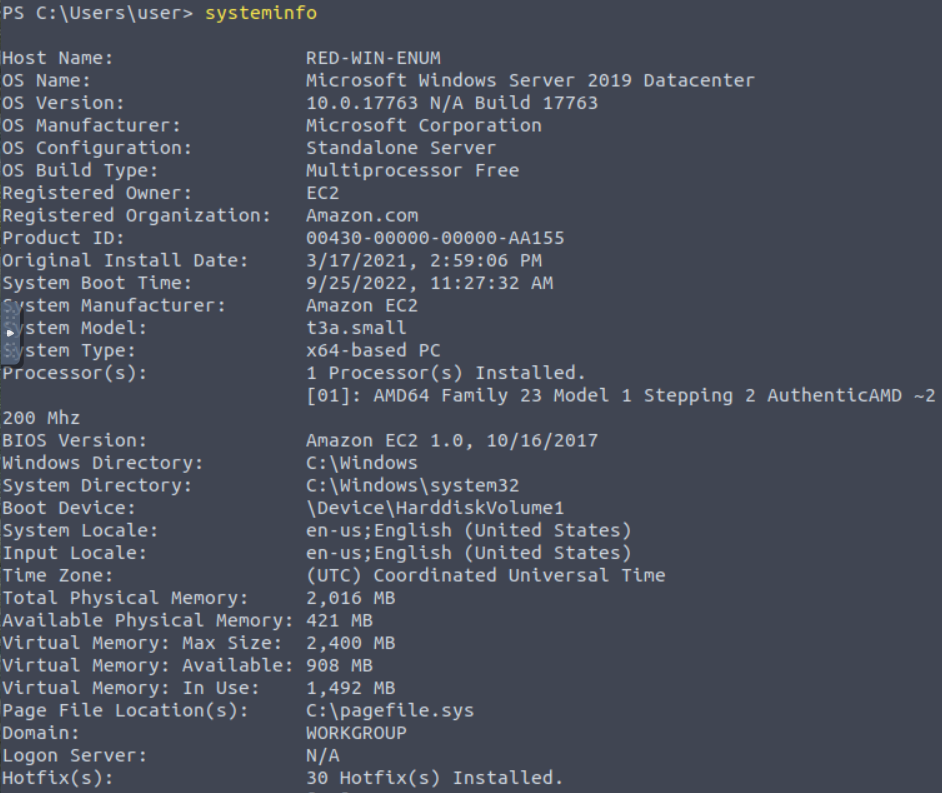 PS C:\Users\user> systeminfo
Host Name: RED-WIN-ENUM
OS Name: Microsoft Windows Server 2019 Datacenter
OS Version: 10.0.17763 N/A Build 17763
OS Manufacturer: Microsoft Corporation
OS Configuration: Standalone Server
OS Build Type: Multiprocessor Free
Registered Owner: EC2
Registered Organization: Amazon.com
Product ID: 00430-00000-00000-AA155
Original Install Date: 3/17/2021, 2:59:06 PM
System Boot Time: 9/25/2022, 11:27:32 AM
System Manufacturer: Amazon EC2
System Model: t3a.small
System Type: x64-based PC
Processor(s): 1 Processor(s) Installed.
[01]: AMD64 Family 23 Model 1 Stepping 2 AuthenticAMD ~2
200 Mhz
BIOS Version: Amazon EC2 1.0, 10/16/2017
Windows Directory: C:\Windows
System Directory: C:\Windows\system32
Boot Device: \Device\HarddiskVolume1
System Locale: en-us;English (United States)
Input Locale: en-us;English (United States)
Time Zone: (UTC) Coordinated Universal Time
Total Physical Memory: 2,016 MB
Available Physical Memory: 421 MB
Virtual Memory: Max Size: 2,400 MB
Virtual Memory: Available: 908 MB
Virtual Memory: In Use: 1,492 MB
Page File Location(s): C:\pagefile.sys
Domain: WORKGROUP
Logon Server: N/A
Hotfix(s): 30 Hotfix(s) Installed.